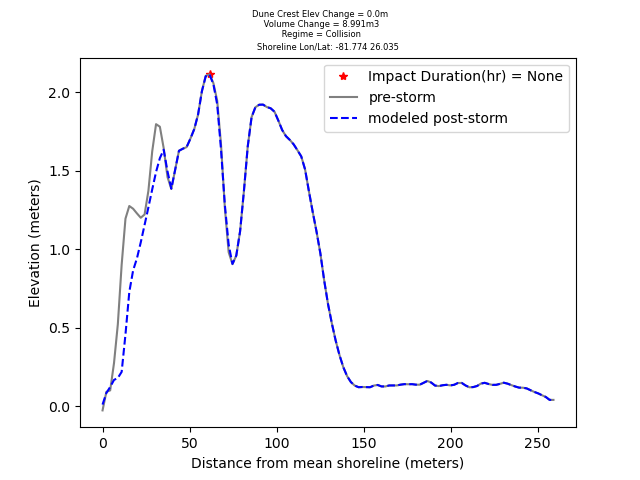 Dune Crest Elev Change = 0.0m
Volume Change = 8.991m3
Regime = Collision
Shoreline Lon/Lat: -81.774 26.035
Impact Duration(hr) = None
pre-storm
modeled post-storm
Elevation (meters)
2.0
1.5
1.0
0.5
0.0
0
50
100
150
200
250
Distance from mean shoreline (meters)